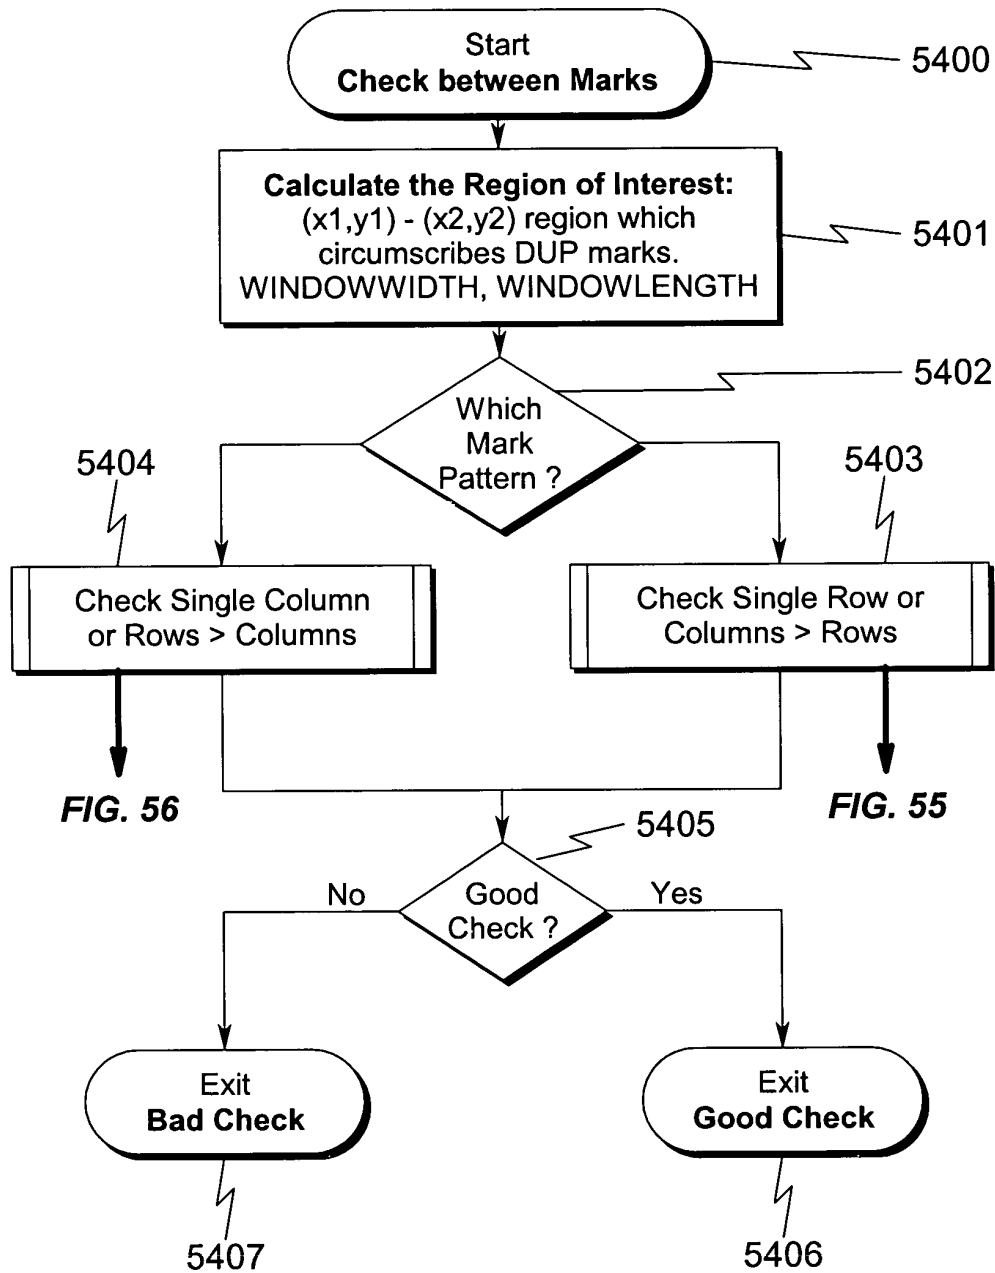 Start
Check between Marks
5400
Calculate the Region of Interest:
(x1,y1) - (x2,y2) region which
circumscribes DUP marks.
WINDOWWIDTH, WINDOWLENGTH
5401
5402
Which
Mark
Pattern ?
5404
5403
Check Single Column
or Rows > Columns
Check Single Row or
Columns > Rows
FIG. 56
FIG. 55
5405
Good
Check ?
No
Yes
Exit
Bad Check
Exit
Good Check
5407
5406